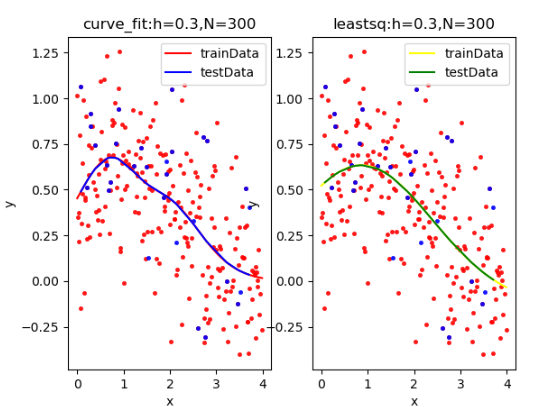 curve_fit:h=0.3,N=300
trainData
testData
1.25
1.00
0.75
0.50
0.25
0.00
−0.25
y
0
1
2
3
4
x
leastsq:h=0.3,N=300
trainData
testData
1.25
1.00
0.75
0.50
0.25
0.00
−0.25
y
0
1
2
3
4
x